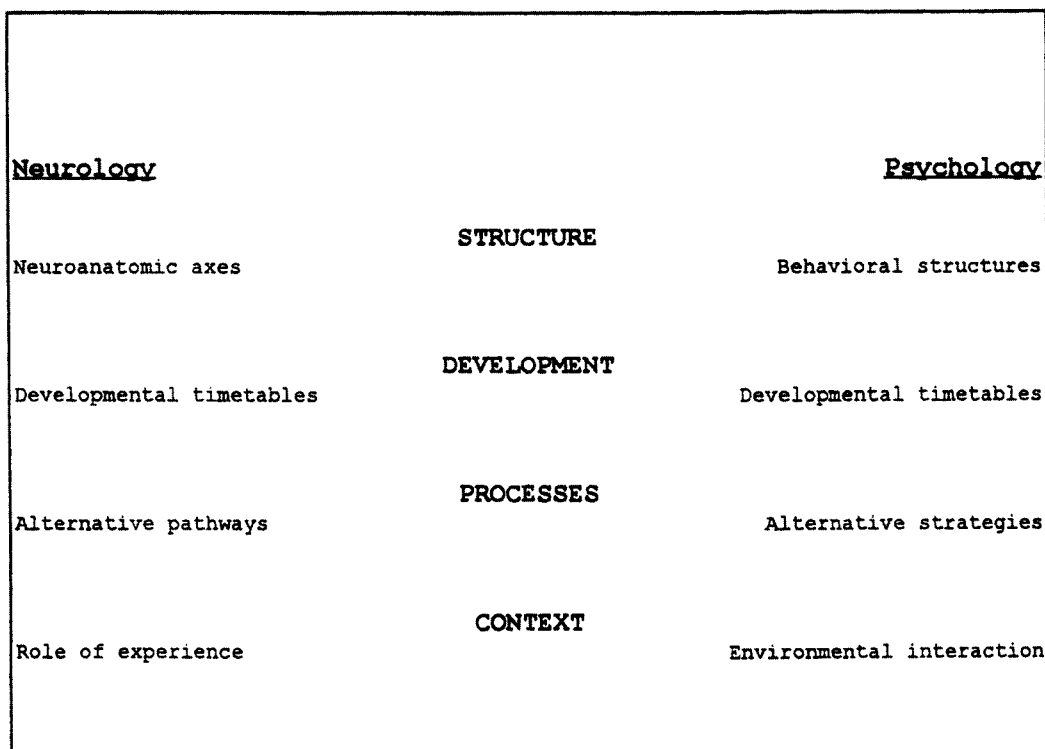 Neurology Psychology
STRUCTURE
Neuroanatomic axes Behavioral structures
DEVELOPMENT
Developmental timetables Developmental timetables
PROCESSES
Alternative pathways Alternative strategies
CONTEXT
Role of experience Environmental interaction